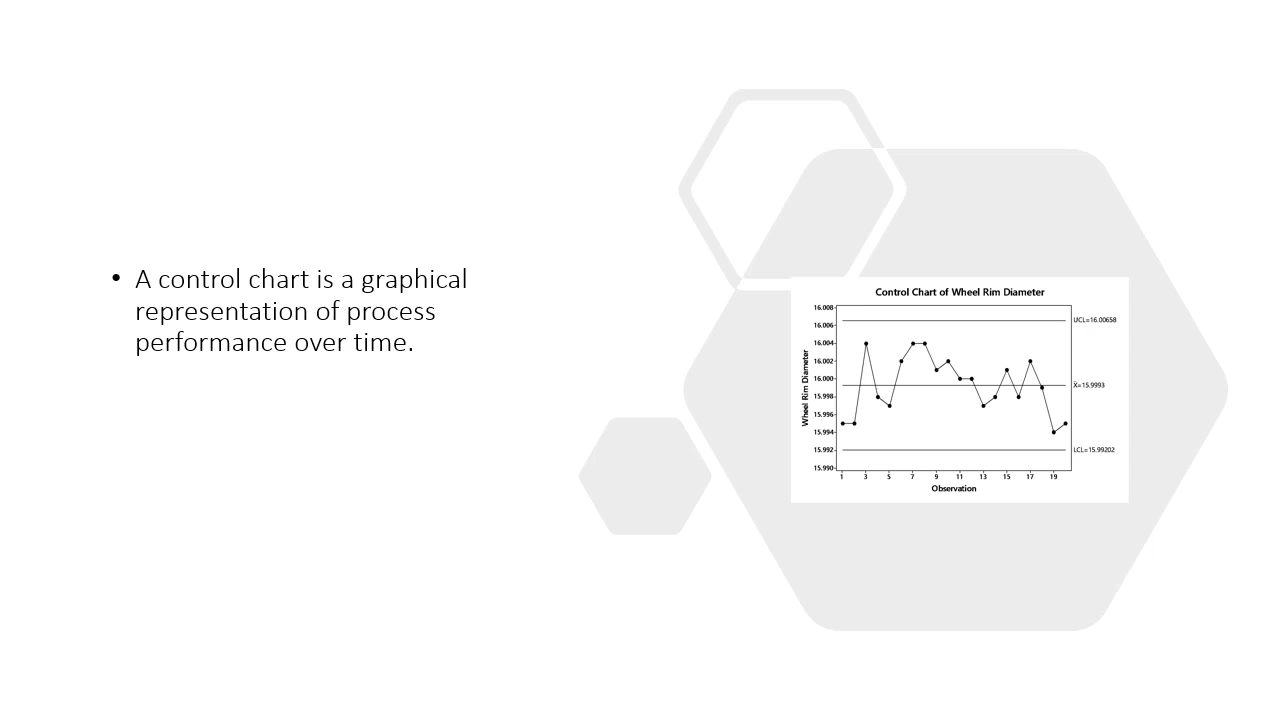 • A control chart is a graphical
representation of process
performance over time.
Control Chart of Wheel Rim Diameter
16.008
16.006
16.004
16.002
16.000
15.998
15.996
15.994
15.992
15.990
Wheel Rim Diameter
UCL=16.00658
X̄=15.9993
LCL=15.99202
1 3 5 7 9 11 13 15 17 19
Observation